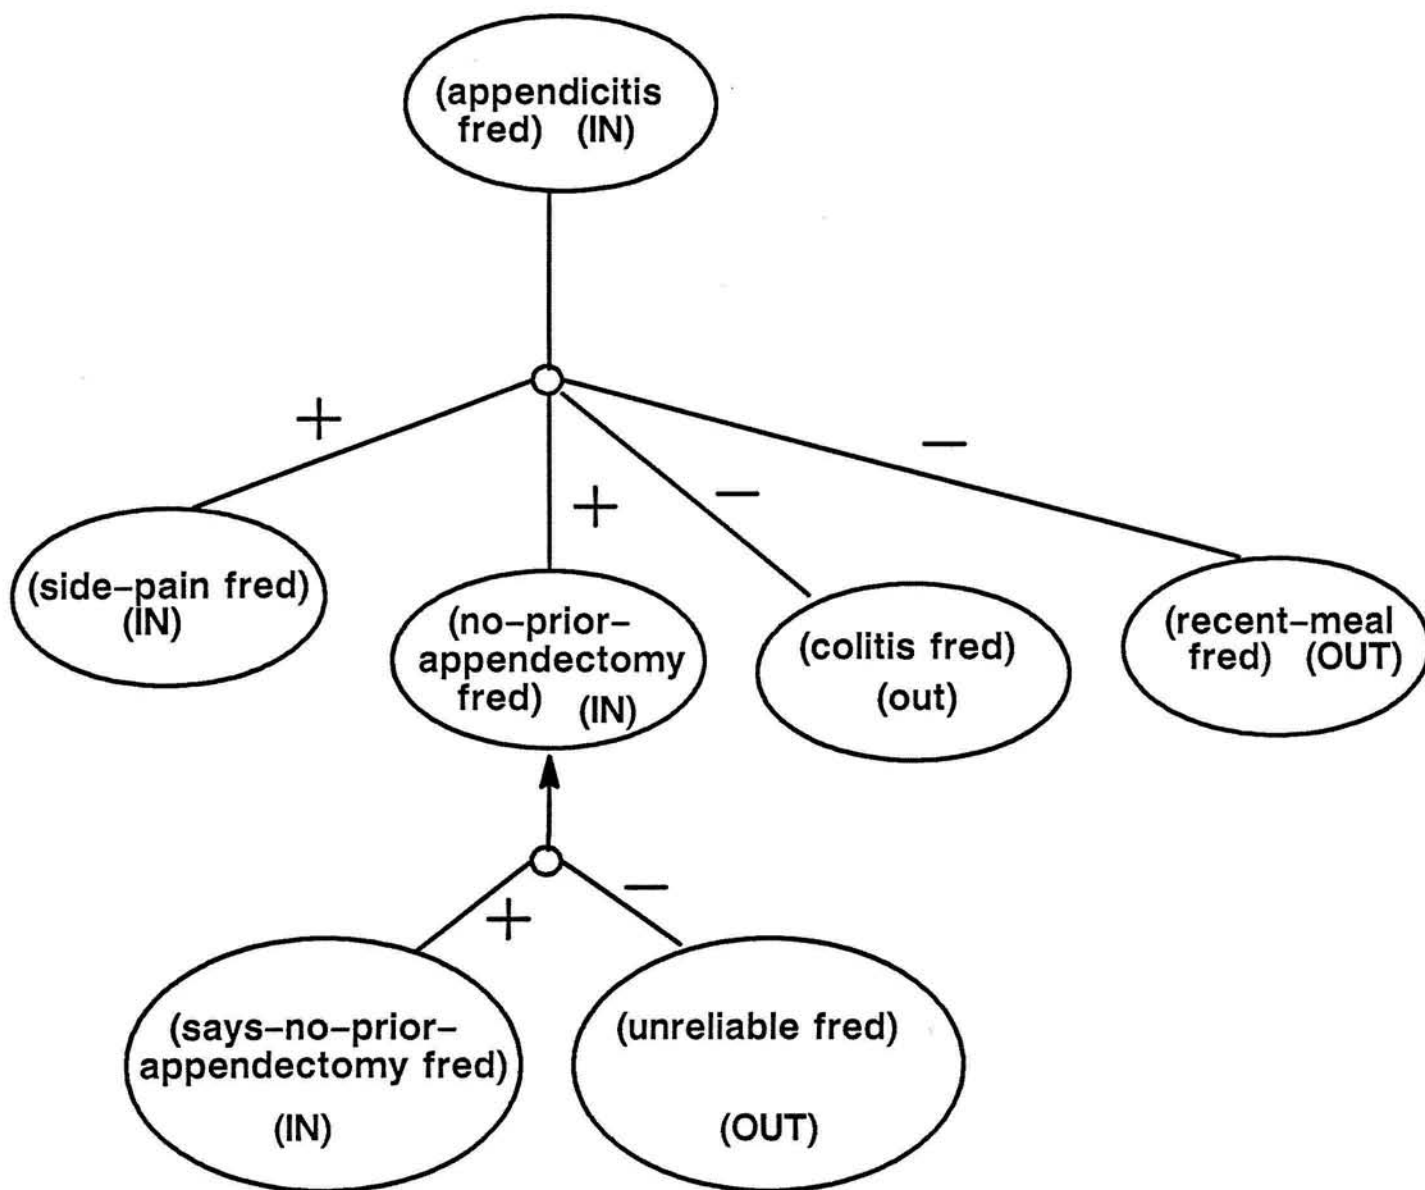 (appendicitis
fred) (IN)
+
−
+
−
(side–pain fred)
(IN)
(no–prior–
appendectomy
fred) (IN)
(colitis fred)
(out)
(recent–meal
fred) (OUT)
+
−
(says–no–prior–
appendectomy fred)
(IN)
(unreliable fred)
(OUT)